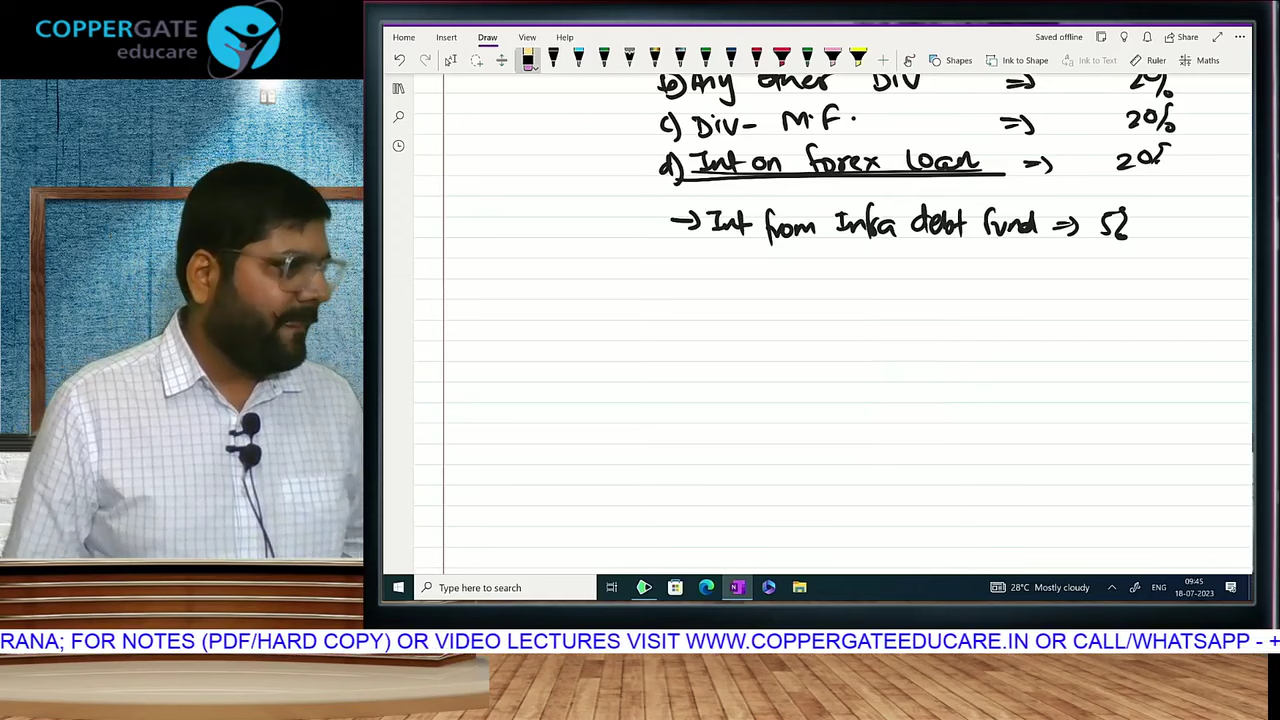 COPPERGATE
educare
Home Insert Draw View Help
Saved offline
Share
Shapes Ink to Shape Ink to Text Ruler Maths
b) Any other DIV => 20%
c) DIV- M.F. => 20%
d) Int on forex loan => 20%
→ Int from Infra debt fund => 5%
Type here to search
28°C Mostly cloudy
ENG
09:45
18-07-2023
RANA; FOR NOTES (PDF/HARD COPY) OR VIDEO LECTURES VISIT WWW.COPPERGATEEDUCARE.IN OR CALL/WHATSAPP - +